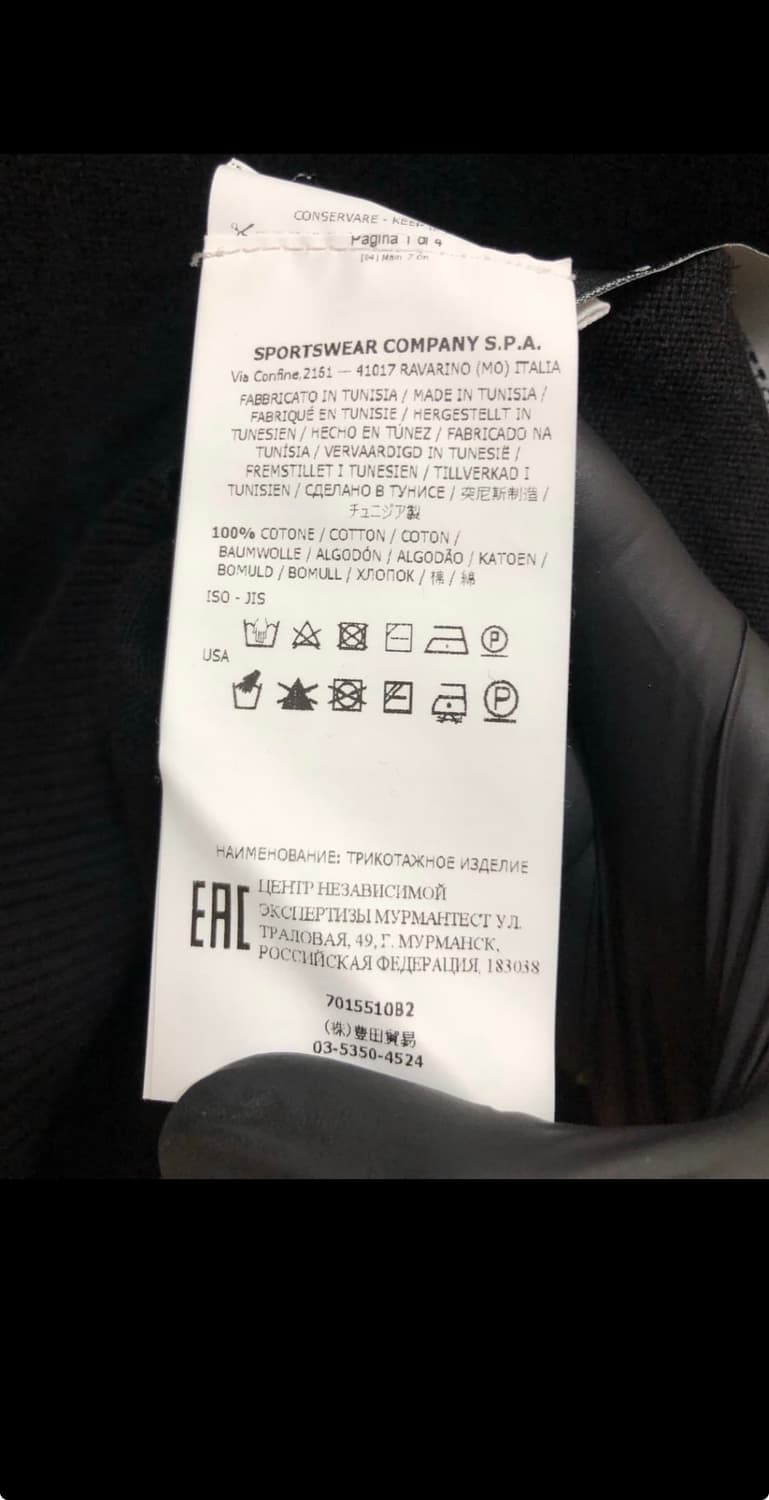 CONSERVARE - KEEP
Pagina 1 di 4
SPORTSWEAR COMPANY S.P.A.
Via Confine,2161 — 41017 RAVARINO (MO) ITALIA
FABBRICATO IN TUNISIA / MADE IN TUNISIA /
FABRIQUÉ EN TUNISIE / HERGESTELLT IN
TUNESIEN / HECHO EN TÚNEZ / FABRICADO NA
TUNÍSIA / VERVAARDIGD IN TUNESIË /
FREMSTILLET I TUNESIEN / TILLVERKAD I
TUNISIEN / СДЕЛАНО В ТУНИСЕ / 突尼斯制造 /
チュニジア製
100% COTONE / COTTON / COTON /
BAUMWOLLE / ALGODÓN / ALGODÃO / KATOEN /
BOMULD / BOMULL / ХЛОПОК / 棉 / 綿
ISO - JIS
P
USA
P
НАИМЕНОВАНИЕ: ТРИКОТАЖНОЕ ИЗДЕЛИЕ
EAC
ЦЕНТР НЕЗАВИСИМОЙ
ЭКСПЕРТИЗЫ МУРМАНТЕСТ УЛ.
ТРАЛОВАЯ, 49, Г. МУРМАНСК,
РОССИЙСКАЯ ФЕДЕРАЦИЯ, 183038
7015510B2
(株)豊田貿易
03-5350-4524